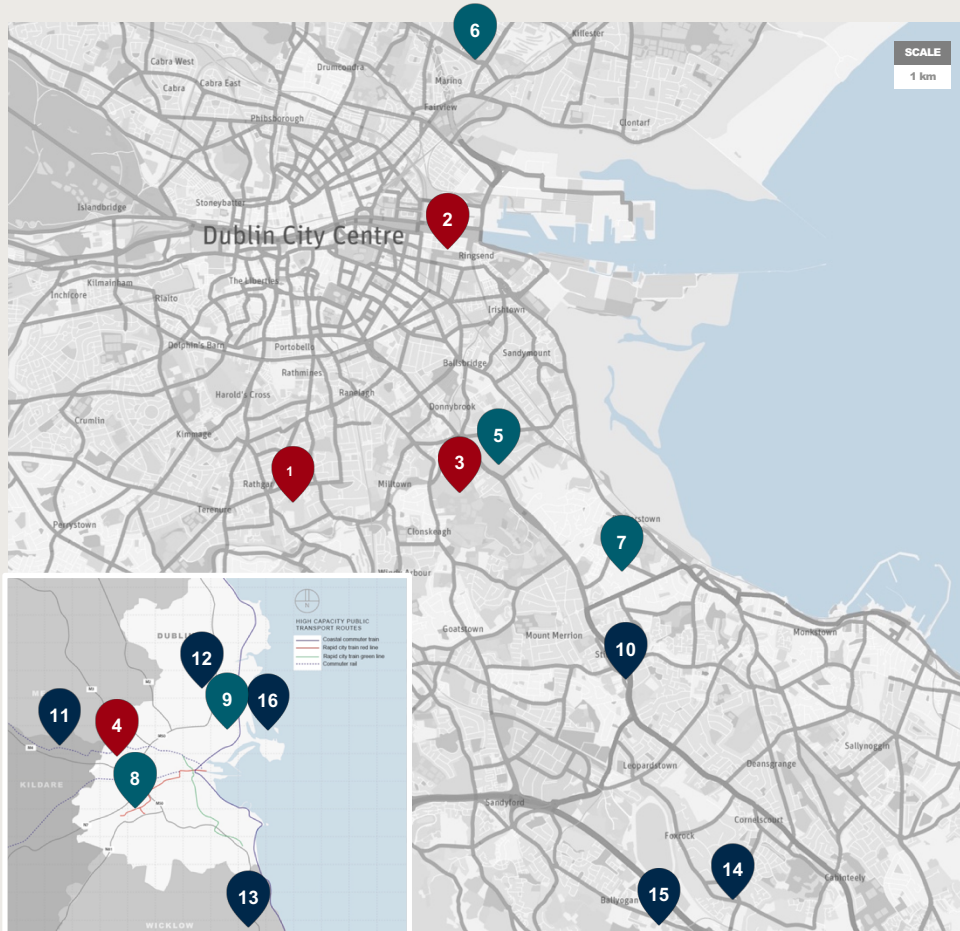 6
Killester
SCALE
1 km
Cabra West
Drumcondra
Cabra
Cabra East
Marino
Fairview
Phibsborough
Clontarf
Islandbridge
Stoneybatter
2
Dublin City Centre
Ringsend
Kilmainham
The Liberties
Inchicore
Rialto
Irishtown
Dolphin's Barn
Portobello
Sandymount
Ballsbridge
Rathmines
Harold's Cross
Ranelagh
Donnybrook
Crumlin
Kimmage
5
3
1
Rathgar
Milltown
Terenure
Perrystown
Clonskeagh
7
Goatstown
Mount Merrion
Monkstown
10
Sallynoggin
Leopardstown
Deansgrange
Sandyford
Cornelscourt
Foxrock
14
Cabinteely
15
Ballyogan
N
HIGH CAPACITY PUBLIC
TRANSPORT ROUTES
Coastal commuter train
Rapid city train red line
Rapid city train green line
Commuter rail
12
9
16
11
4
8
KILDARE
13
WICKLOW